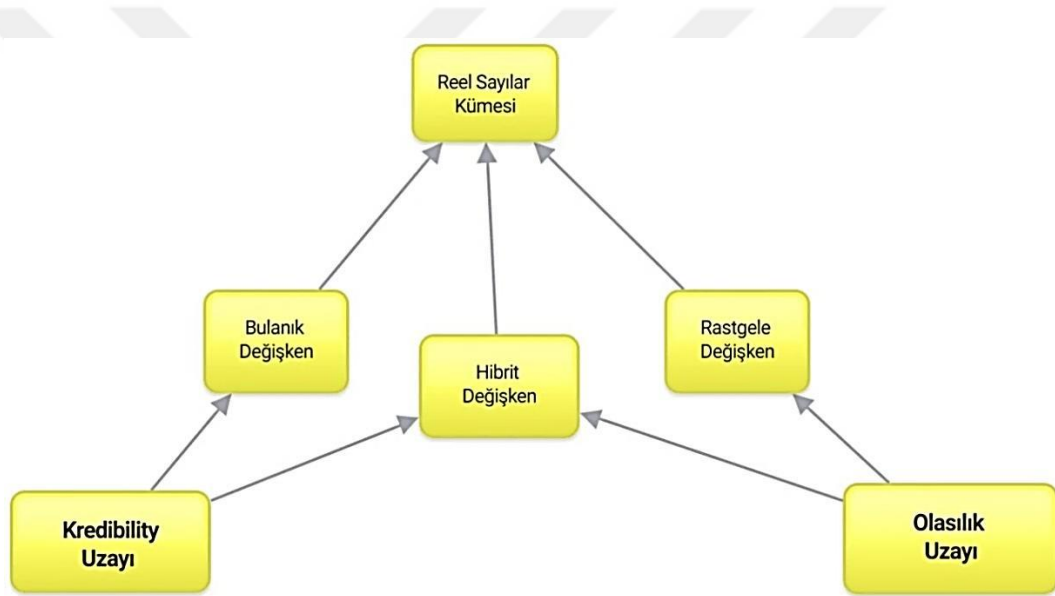 Reel Sayılar
Kümesi
Bulanık
Değişken
Rastgele
Değişken
Hibrit
Değişken
Kredibility
Uzayı
Olasılık
Uzayı